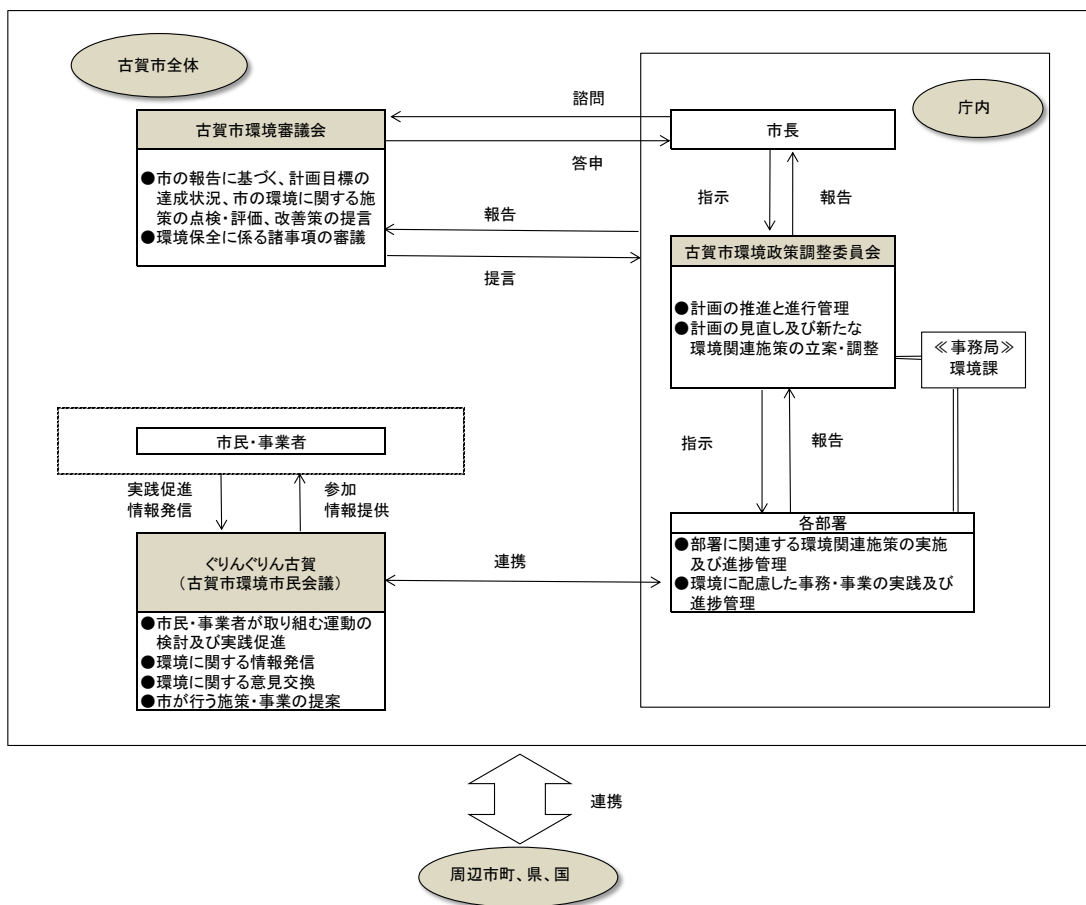 古賀市全体
庁内
諮問
古賀市環境審議会
市長
答申
●市の報告に基づく、計画目標の
達成状況、市の環境に関する施
策の点検・評価、改善策の提言
●環境保全に係る諸事項の審議
指示
報告
報告
提言
古賀市環境政策調整委員会
●計画の推進と進行管理
●計画の見直し及び新たな
環境関連施策の立案・調整
≪事務局≫
環境課
市民・事業者
指示
報告
実践促進
情報発信
参加
情報提供
各部署
●部署に関連する環境関連施策の実施
及び進捗管理
●環境に配慮した事務・事業の実践及び
進捗管理
ぐりんぐりん古賀
（古賀市環境市民会議）
連携
●市民・事業者が取り組む運動の
検討及び実践促進
●環境に関する情報発信
●環境に関する意見交換
●市が行う施策・事業の提案
連携
周辺市町、県、国